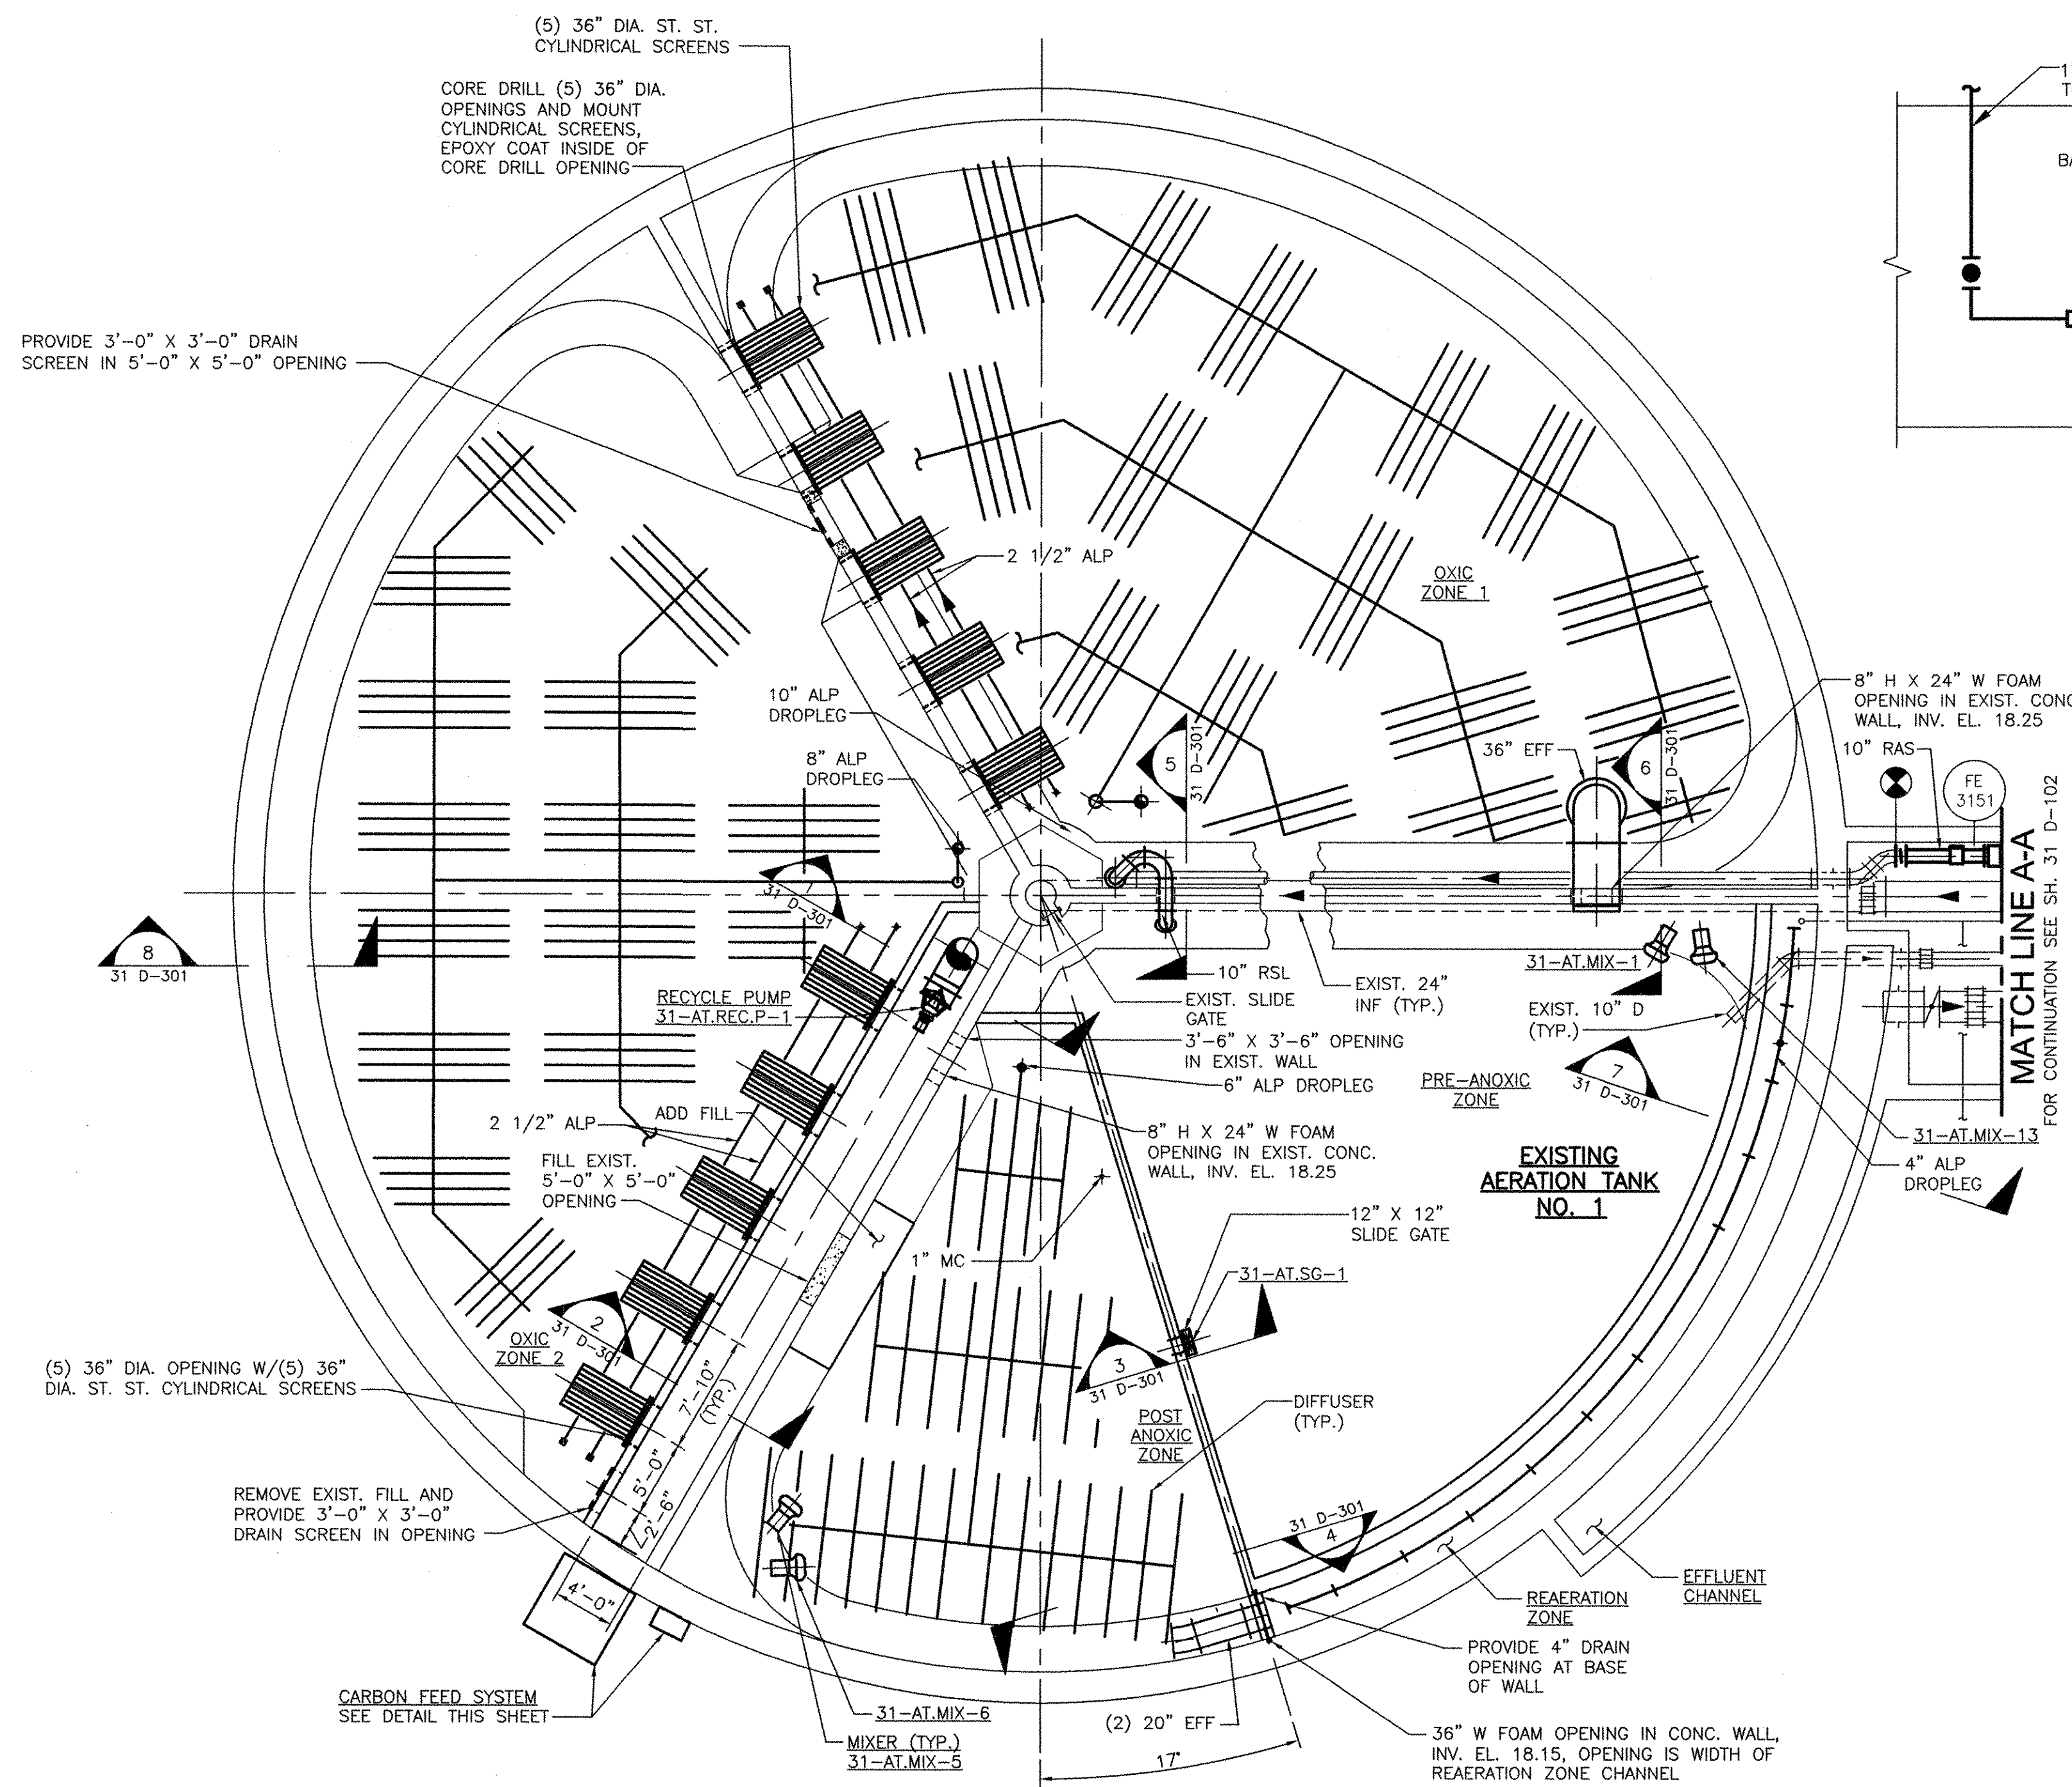 (5) 36" DIA. ST. ST.
CYLINDRICAL SCREENS
CORE DRILL (5) 36" DIA.
OPENINGS AND MOUNT
CYLINDRICAL SCREENS,
EPOXY COAT INSIDE OF
CORE DRILL OPENING
PROVIDE 3'-0" X 3'-0" DRAIN
SCREEN IN 5'-0" X 5'-0" OPENING
2 1/2" ALP
OXIC
ZONE 1
10" ALP
DROPLEG
8" ALP
DROPLEG
5
31 D-301
36" EFF
6
31 D-301
8" H X 24" W FOAM
OPENING IN EXIST. CONC
WALL, INV. EL. 18.25
10" RAS
FE
3151
MATCH LINE A-A
FOR CONTINUATION SEE SH. 31 D-102
7
31 D-301
8
31 D-301
RECYCLE PUMP
31-AT.REC.P-1
10" RSL
EXIST. SLIDE
GATE
EXIST. 24"
INF (TYP.)
31-AT.MIX-1
EXIST. 10" D
(TYP.)
3'-6" X 3'-6" OPENING
IN EXIST. WALL
6" ALP DROPLEG
PRE-ANOXIC
ZONE
7
31 D-301
2 1/2" ALP
ADD FILL
FILL EXIST.
5'-0" X 5'-0"
OPENING
8" H X 24" W FOAM
OPENING IN EXIST. CONC.
WALL, INV. EL. 18.25
EXISTING
AERATION TANK
NO. 1
31-AT.MIX-13
4" ALP
DROPLEG
1" MC
12" X 12"
SLIDE GATE
31-AT.SG-1
2
31 D-301
OXIC
ZONE 2
3
31 D-301
(5) 36" DIA. OPENING W/(5) 36"
DIA. ST. ST. CYLINDRICAL SCREENS
7'-10"
(TYP.)
POST
ANOXIC
ZONE
DIFFUSER
(TYP.)
5'-0"
2'-6"
REMOVE EXIST. FILL AND
PROVIDE 3'-0" X 3'-0"
DRAIN SCREEN IN OPENING
31 D-301
4
4'-0"
EFFLUENT
CHANNEL
REAERATION
ZONE
PROVIDE 4" DRAIN
OPENING AT BASE
OF WALL
CARBON FEED SYSTEM
SEE DETAIL THIS SHEET
31-AT.MIX-6
MIXER (TYP.)
31-AT.MIX-5
(2) 20" EFF
17°
36" W FOAM OPENING IN CONC. WALL,
INV. EL. 18.15, OPENING IS WIDTH OF
REAERATION ZONE CHANNEL